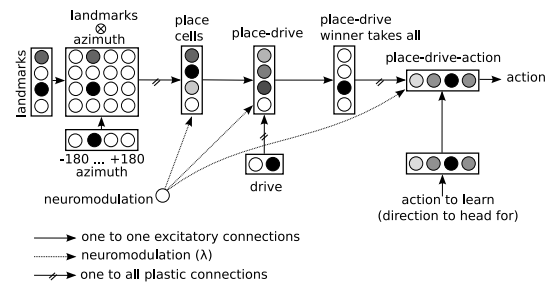 landmarks
⊗
azimuth
landmarks
-180 ... +180
azimuth
place
cells
place-drive
place-drive
winner takes all
place-drive-action
action
drive
neuromodulation
action to learn
(direction to head for)
one to one excitatory connections
neuromodulation (λ)
one to all plastic connections